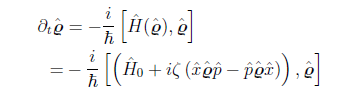 ∂_t ϱ̂ = −(i/ħ) [Ĥ(ϱ̂), ϱ̂]
= −(i/ħ) [(Ĥ_0 + iζ (x̂ϱ̂p̂ − p̂ϱ̂x̂)), ϱ̂]